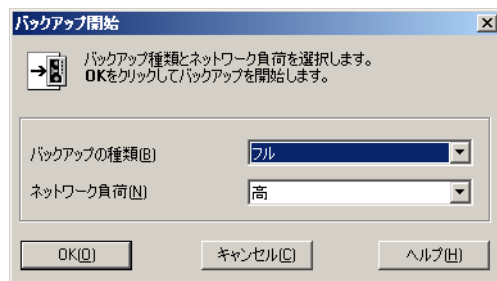 バックアップ開始
バックアップ種類とネットワーク負荷を選択します。
OKをクリックしてバックアップを開始します。
バックアップの種類(B) フル
ネットワーク負荷(N) 高
OK(O) キャンセル(C) ヘルプ(H)